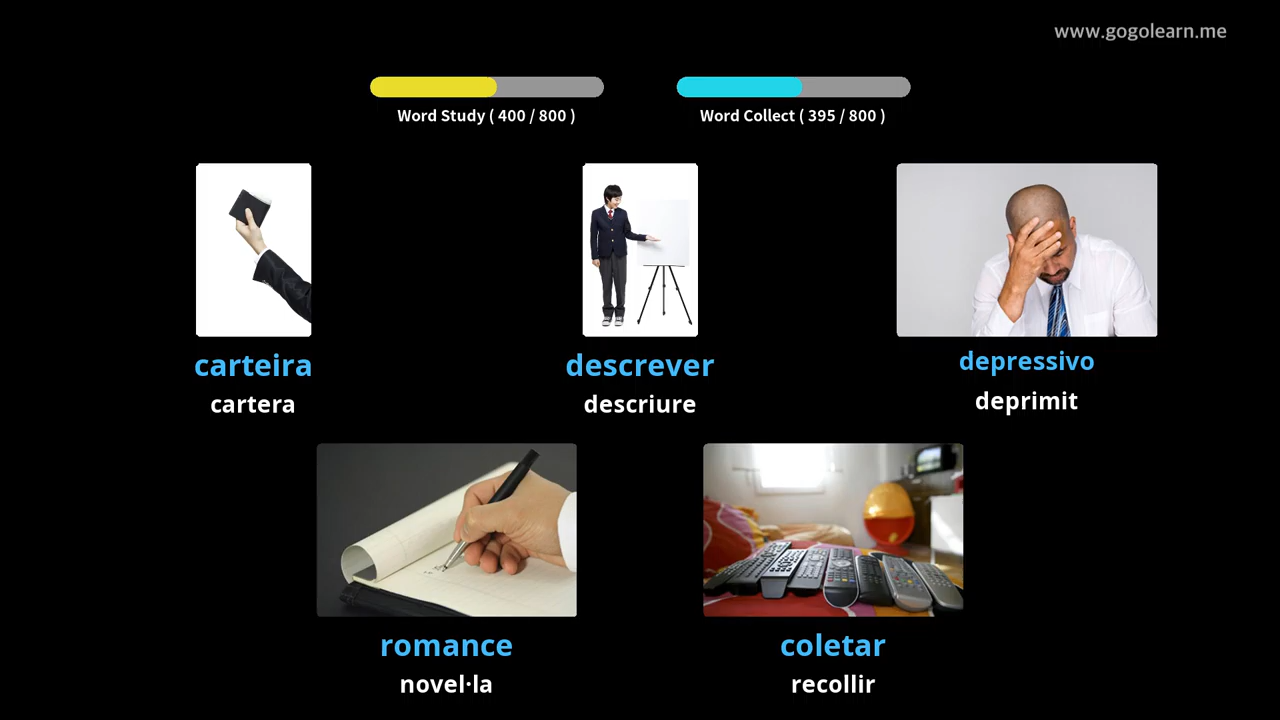 www.gogolearn.me
Word Study ( 400 / 800 )
Word Collect ( 395 / 800 )
carteira
cartera
descrever
descriure
depressivo
deprimit
romance
novel·la
coletar
recollir